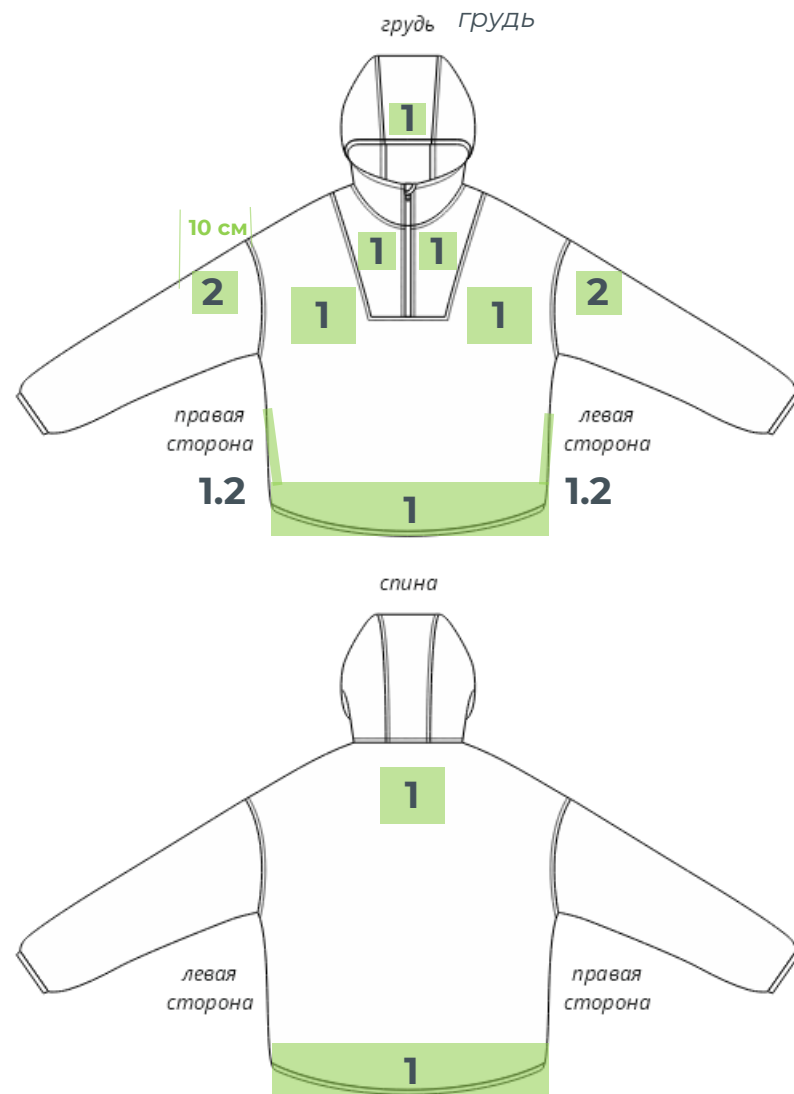 грудь грудь
1
10 см
1 1
2 1 1 2
правая
сторона
левая
сторона
1.2 1 1.2
спина
1
левая
сторона
правая
сторона
1